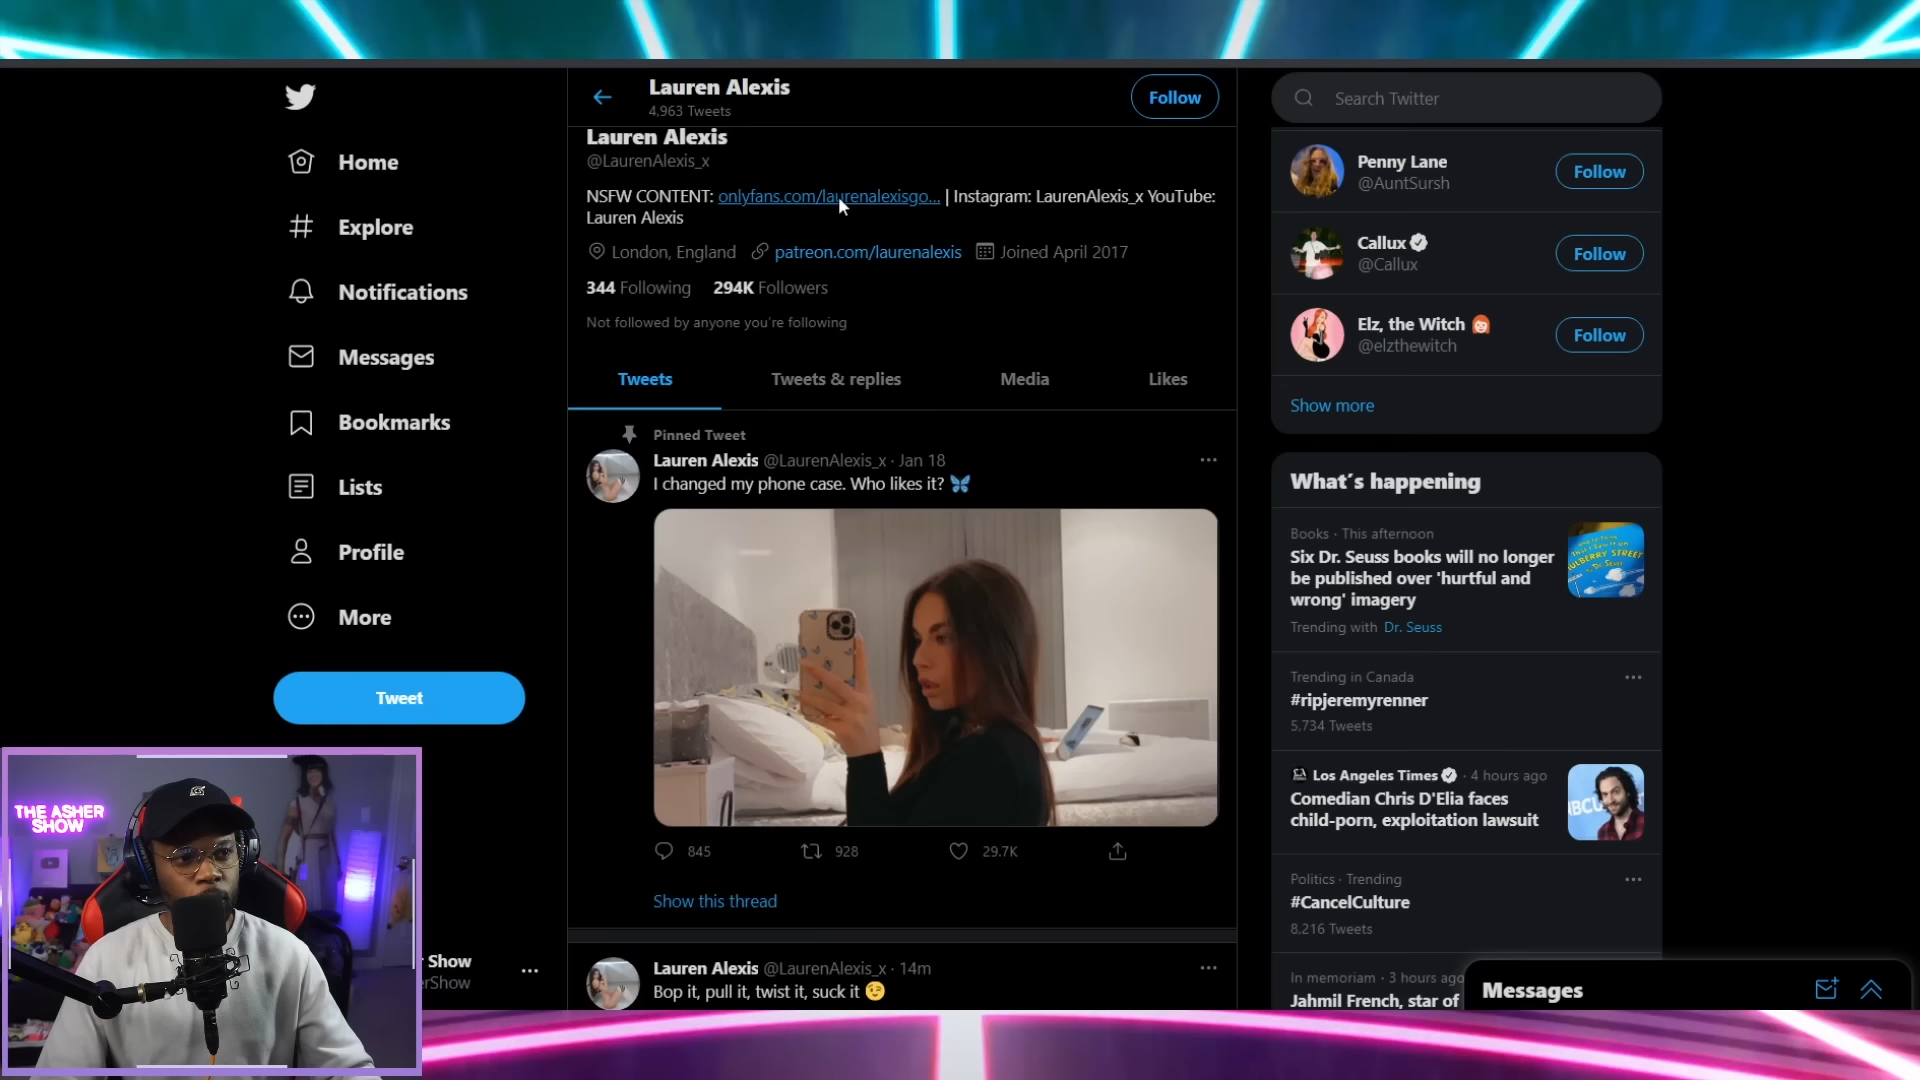 Home
Explore
Notifications
Messages
Bookmarks
Lists
Profile
More
Tweet
THE ASHER
SHOW
Show
Show
Lauren Alexis
4,963 Tweets
Follow
Lauren Alexis
@LaurenAlexis_x
NSFW CONTENT: onlyfans.com/laurenalexisgo... | Instagram: LaurenAlexis_x YouTube:
Lauren Alexis
London, England patreon.com/laurenalexis Joined April 2017
344 Following 294K Followers
Not followed by anyone you're following
Tweets Tweets & replies Media Likes
Pinned Tweet
Lauren Alexis @LaurenAlexis_x · Jan 18
I changed my phone case. Who likes it? 🦋
845 928 29.7K
Show this thread
Lauren Alexis @LaurenAlexis_x · 14m
Bop it, pull it, twist it, suck it 😉
Search Twitter
Penny Lane
@AuntSursh
Follow
Callux
@Callux
Follow
Elz, the Witch 👩‍🦰
@elzthewitch
Follow
Show more
What's happening
Books · This afternoon
Six Dr. Seuss books will no longer
be published over 'hurtful and
wrong' imagery
Trending with Dr. Seuss
MULBERRY STREET
Trending in Canada
#ripjeremyrenner
5,734 Tweets
Los Angeles Times · 4 hours ago
Comedian Chris D'Elia faces
child-porn, exploitation lawsuit
Politics · Trending
#CancelCulture
8,216 Tweets
In memoriam · 3 hours ago
Jahmil French, star of
Messages